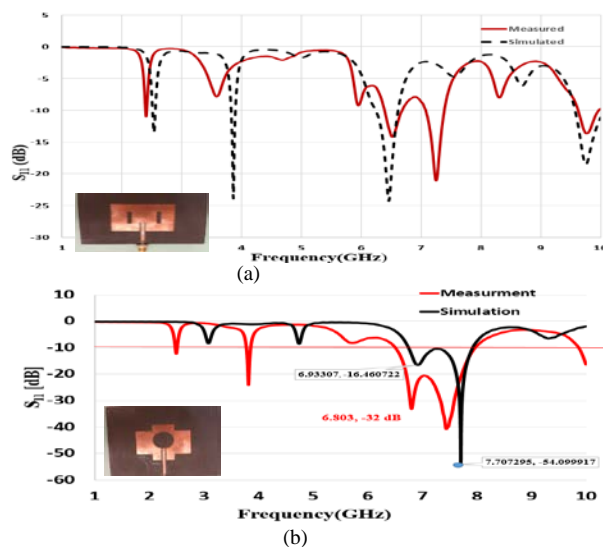 5
0
-5
-10
-15
-20
-25
-30
S11 (dB)
Measured
Simulated
1 4 5 6 7 8 9 10
Frequency(GHz)
(a)
10
0
-10
-20
-30
-40
-50
-60
S11 [dB]
Measurment
Simulation
6.93307, -16.460722
6.803, -32 dB
7.707295, -54.099917
1 2 3 4 5 6 7 8 9 10
Frequency(GHz)
(b)